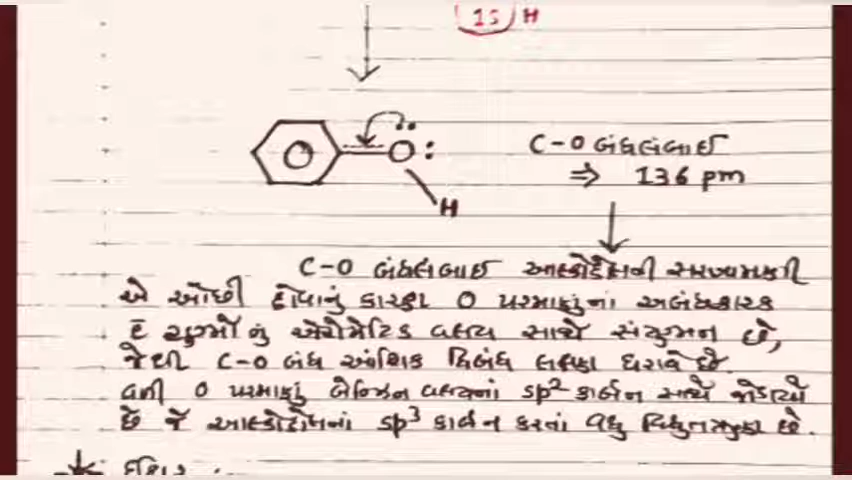 15 H
O :
H
C-O બંધલંબાઈ
⇒ 136 pm
C-O બંધલંબાઈ આલ્કોહોલની સરખામણી
એ ઓછી હોવાનું કારણ O પરમાણુંનાં અબંધકારક
ē યુગ્મોનું એરોમેટિક વલય સાથે સંયુગ્મન છે,
જેથી C-O બંધ આંશિક દ્વિબંધ લક્ષણ ધરાવે છે.
વળી O પરમાણું બેન્ઝિન વલયનાં sp² કાર્બન સાથે જોડાયો
છે જે આલ્કોહોલનાં sp³ કાર્બન કરતાં વધુ વિદ્યુતઋણ છે.